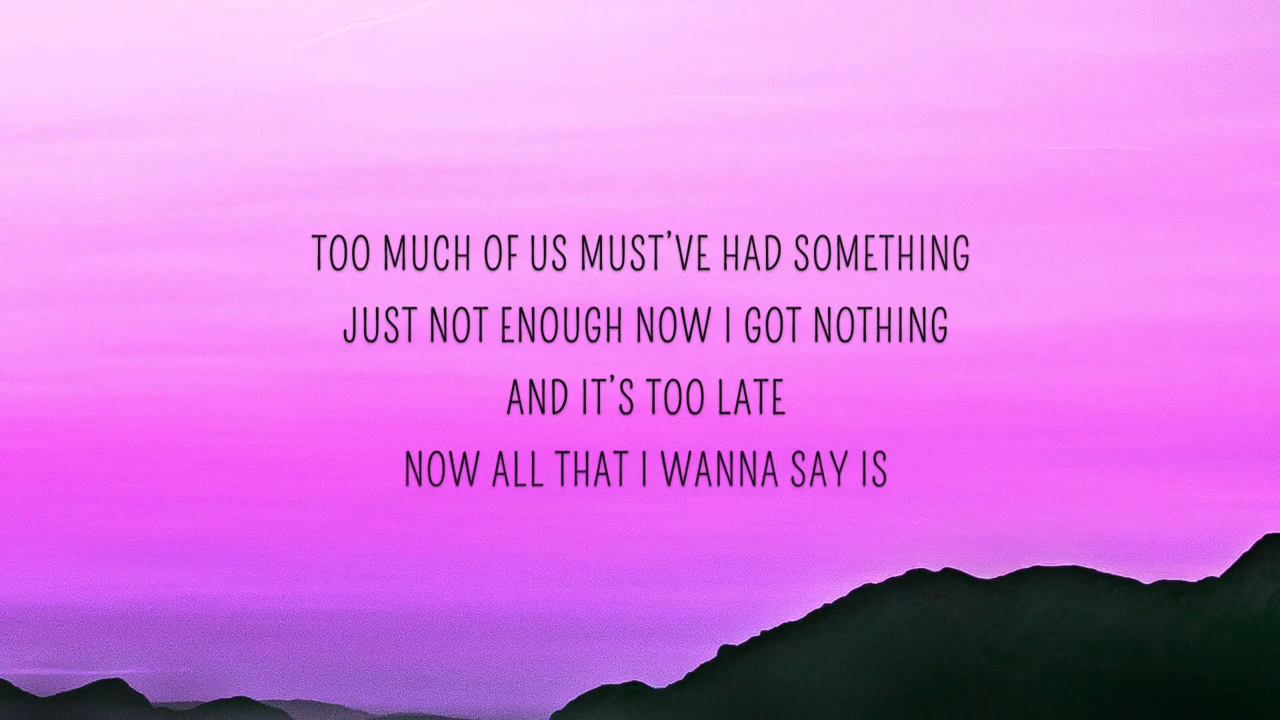 TOO MUCH OF US MUST'VE HAD SOMETHING
JUST NOT ENOUGH NOW I GOT NOTHING
AND IT'S TOO LATE
NOW ALL THAT I WANNA SAY IS